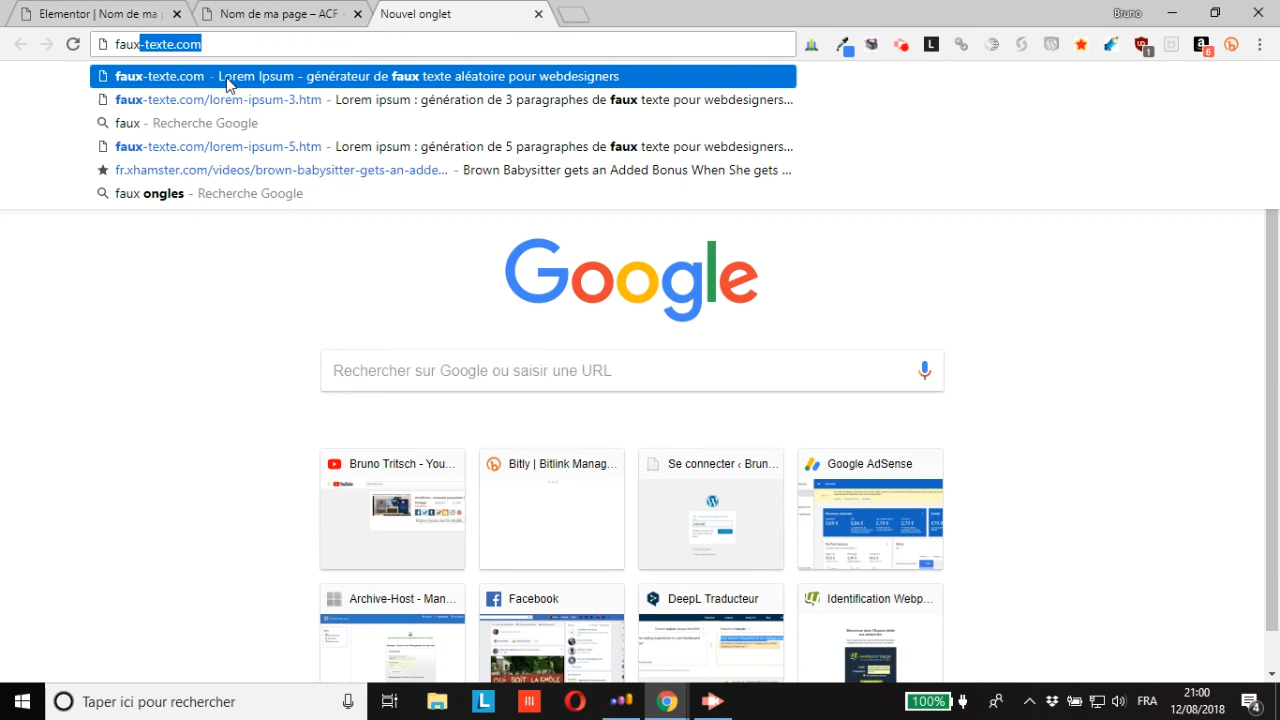 Elementor | Nom de ma p
Nom de ma page – ACF
Nouvel onglet
Bruno
faux-texte.com
faux-texte.com - Lorem Ipsum - générateur de faux texte aléatoire pour webdesigners
faux-texte.com/lorem-ipsum-3.htm - Lorem ipsum : génération de 3 paragraphes de faux texte pour webdesigners...
faux - Recherche Google
faux-texte.com/lorem-ipsum-5.htm - Lorem ipsum : génération de 5 paragraphes de faux texte pour webdesigners...
fr.xhamster.com/videos/brown-babysitter-gets-an-adde... - Brown Babysitter gets an Added Bonus When She gets ...
faux ongles - Recherche Google
Google
Rechercher sur Google ou saisir une URL
Bruno Tritsch - You...
Bitly | Bitlink Manag...
Se connecter ‹ Brun...
Google AdSense
Archive-Host - Man...
Facebook
DeepL Traducteur
Identification Webp...
Taper ici pour rechercher
100%
FRA
21:00
12/08/2018
4